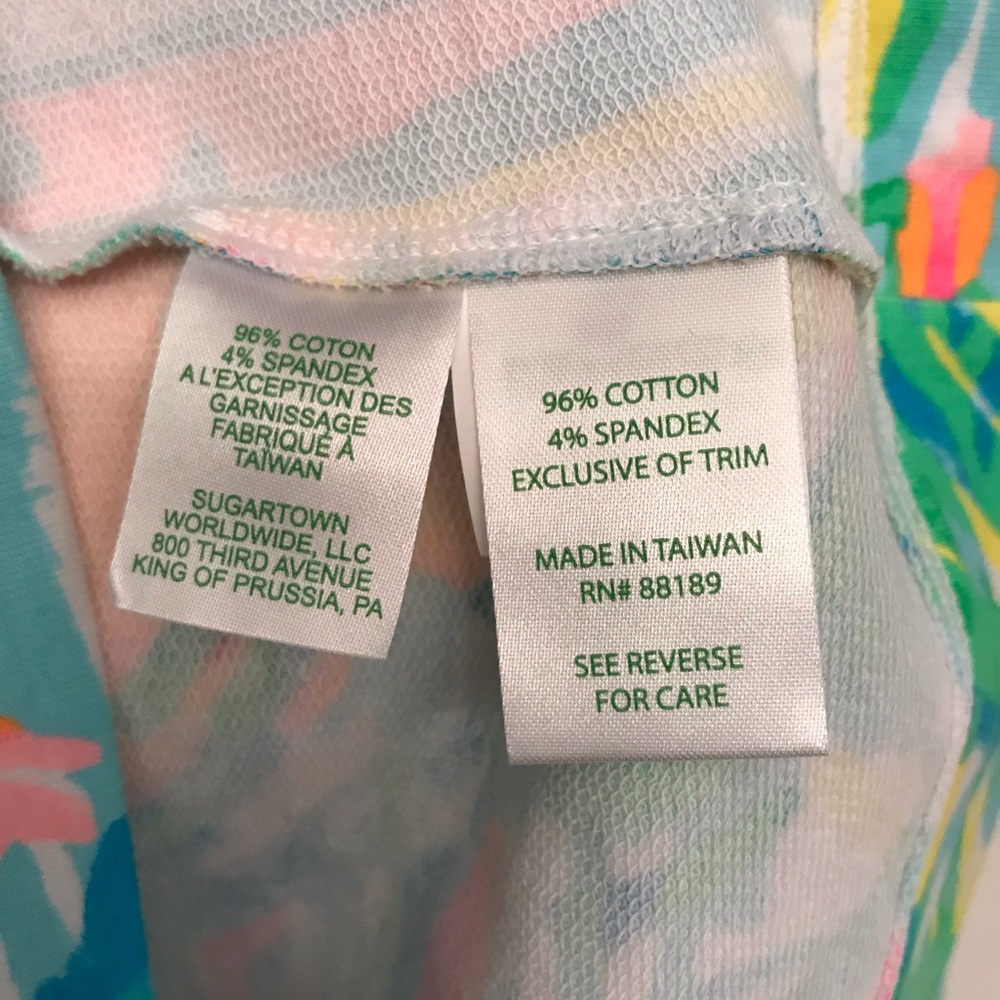 96% COTON
4% SPANDEX
A L'EXCEPTION DES
GARNISSAGE
FABRIQUÉ À
TAÏWAN
SUGARTOWN
WORLDWIDE, LLC
800 THIRD AVENUE
KING OF PRUSSIA, PA
96% COTTON
4% SPANDEX
EXCLUSIVE OF TRIM
MADE IN TAIWAN
RN# 88189
SEE REVERSE
FOR CARE